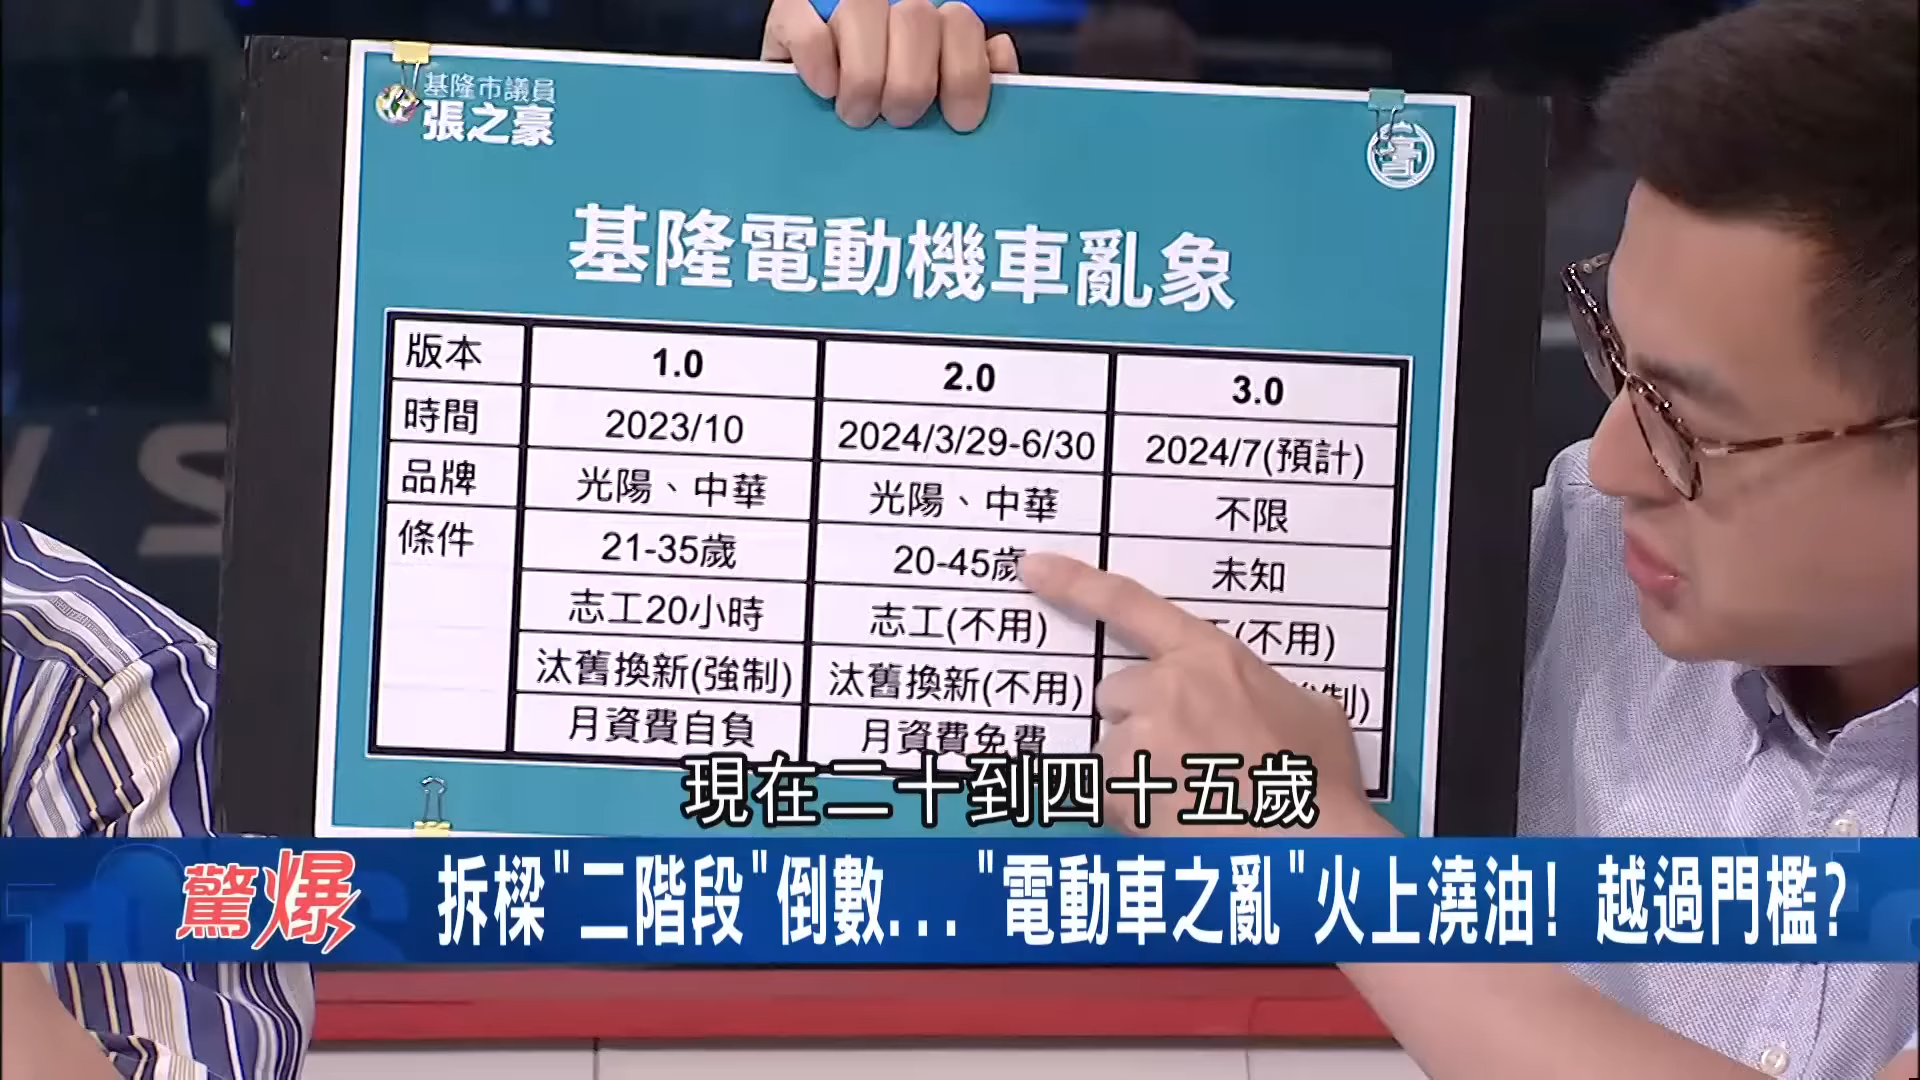 基隆市議員
張之豪
豪
基隆電動機車亂象
版本 1.0 2.0 3.0
時間 2023/10 2024/3/29-6/30 2024/7(預計)
品牌 光陽、中華 光陽、中華 不限
條件 21-35歲 20-45歲 未知
志工20小時 志工(不用) (不用)
汰舊換新(強制) 汰舊換新(不用) 制)
月資費自負 月資費免費
現在二十到四十五歲
驚爆 拆樑"二階段"倒數..."電動車之亂"火上澆油!越過門檻?